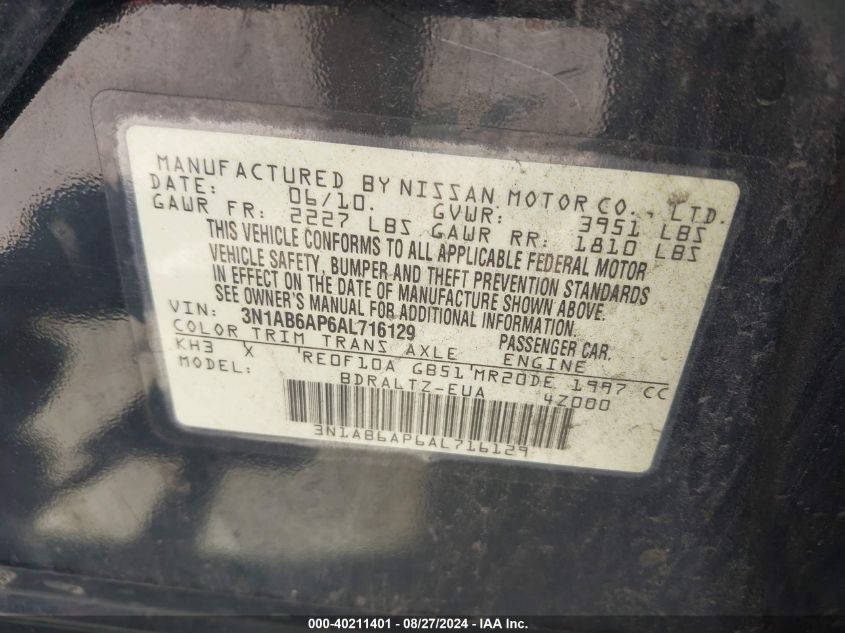 MANUFACTURED BY NISSAN MOTOR CO., LTD.
DATE: 06/10. GVWR: 3951 LBS
GAWR FR: 2227 LBS GAWR RR: 1810 LBS
THIS VEHICLE CONFORMS TO ALL APPLICABLE FEDERAL MOTOR
VEHICLE SAFETY, BUMPER AND THEFT PREVENTION STANDARDS
IN EFFECT ON THE DATE OF MANUFACTURE SHOWN ABOVE.
SEE OWNER'S MANUAL FOR ADDITIONAL INFORMATION.
VIN: 3N1AB6AP6AL716129 PASSENGER CAR.
COLOR TRIM TRANS AXLE ENGINE
KH3 X RE0F10A GB51 MR20DE 1997 CC
MODEL: BDRALTZ-EUA 4Z000
3N1AB6AP6AL716129
000-40211401 - 08/27/2024 - IAA Inc.